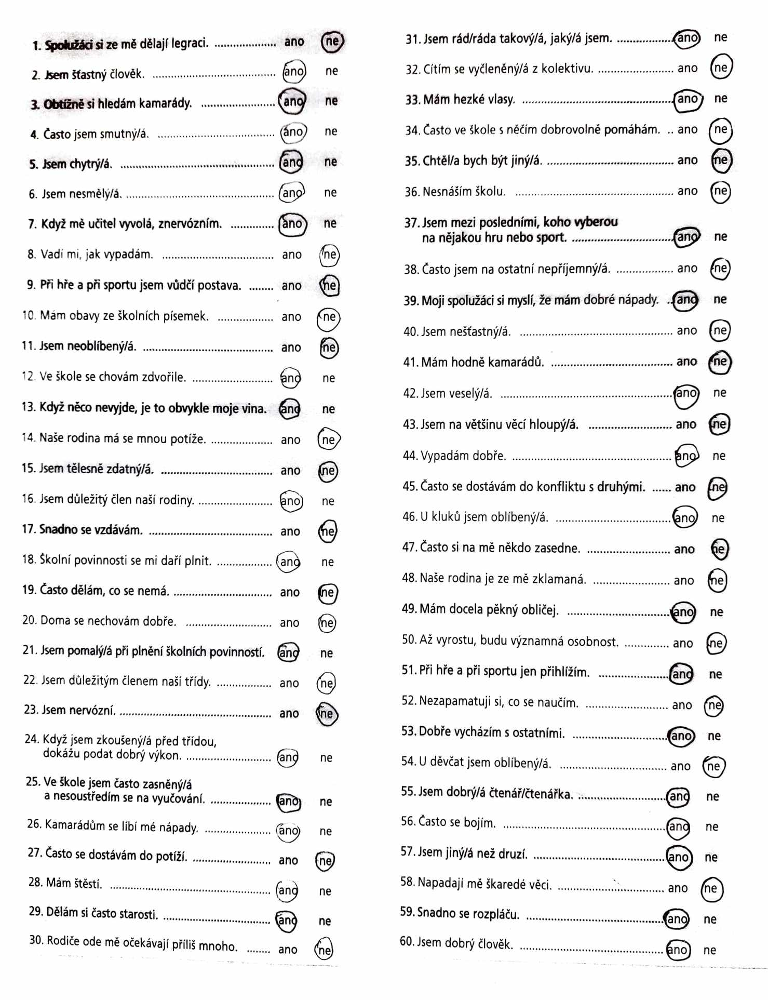 1. Spolužáci si ze mě dělají legraci. .................... ano ne
2. Jsem šťastný člověk. .................................... ano ne
3. Obtížně si hledám kamarády. ...................... ano ne
4. Často jsem smutný/á. .................................. ano ne
5. Jsem chytrý/á. ............................................. ano ne
6. Jsem nesmělý/á. ........................................... ano ne
7. Když mě učitel vyvolá, znervózním. ............. ano ne
8. Vadí mi, jak vypadám. ................................. ano ne
9. Při hře a při sportu jsem vůdčí postava. ........ ano ne
10. Mám obavy ze školních písemek. ................. ano ne
11. Jsem neoblíbený/á. ...................................... ano ne
12. Ve škole se chovám zdvořile. ........................ ano ne
13. Když něco nevyjde, je to obvykle moje vina. ano ne
14. Naše rodina má se mnou potíže. ................... ano ne
15. Jsem tělesně zdatný/á. ................................. ano ne
16. Jsem důležitý člen naší rodiny. ...................... ano ne
17. Snadno se vzdávám. .................................... ano ne
18. Školní povinnosti se mi daří plnit. ................. ano ne
19. Často dělám, co se nemá. ............................. ano ne
20. Doma se nechovám dobře. .......................... ano ne
21. Jsem pomalý/á při plnění školních povinností. ano ne
22. Jsem důležitým členem naší třídy. ................. ano ne
23. Jsem nervózní. ............................................. ano ne
24. Když jsem zkoušený/á před třídou,
dokážu podat dobrý výkon. .......................... ano ne
25. Ve škole jsem často zasněný/á
a nesoustředím se na vyučování. ................... ano ne
26. Kamarádům se líbí mé nápady. .................... ano ne
27. Často se dostávám do potíží. ........................ ano ne
28. Mám štěstí. ................................................. ano ne
29. Dělám si často starosti. ................................. ano ne
30. Rodiče ode mě očekávají příliš mnoho. ........ ano ne
31. Jsem rád/ráda takový/á, jaký/á jsem. ................. ano ne
32. Cítím se vyčleněný/á z kolektivu. ....................... ano ne
33. Mám hezké vlasy. .............................................. ano ne
34. Často ve škole s něčím dobrovolně pomáhám. .. ano ne
35. Chtěl/a bych být jiný/á. ...................................... ano ne
36. Nesnáším školu. ................................................ ano ne
37. Jsem mezi posledními, koho vyberou
na nějakou hru nebo sport. ............................... ano ne
38. Často jsem na ostatní nepříjemný/á. ................. ano ne
39. Moji spolužáci si myslí, že mám dobré nápady. .. ano ne
40. Jsem nešťastný/á. .............................................. ano ne
41. Mám hodně kamarádů. ..................................... ano ne
42. Jsem veselý/á. .................................................... ano ne
43. Jsem na většinu věcí hloupý/á. ......................... ano ne
44. Vypadám dobře. ................................................ ano ne
45. Často se dostávám do konfliktu s druhými. ...... ano ne
46. U kluků jsem oblíbený/á. ................................... ano ne
47. Často si na mě někdo zasedne. ......................... ano ne
48. Naše rodina je ze mě zklamaná. ....................... ano ne
49. Mám docela pěkný obličej. ............................... ano ne
50. Až vyrostu, budu významná osobnost. ............. ano ne
51. Při hře a při sportu jen přihlížím. ..................... ano ne
52. Nezapamatuji si, co se naučím. ......................... ano ne
53. Dobře vycházím s ostatními. ............................. ano ne
54. U děvčat jsem oblíbený/á. ................................. ano ne
55. Jsem dobrý/á čtenář/čtenářka. ........................... ano ne
56. Často se bojím. .................................................. ano ne
57. Jsem jiný/á než druzí. ........................................ ano ne
58. Napadají mě škaredé věci. ................................. ano ne
59. Snadno se rozpláču. .......................................... ano ne
60. Jsem dobrý člověk. ............................................ ano ne